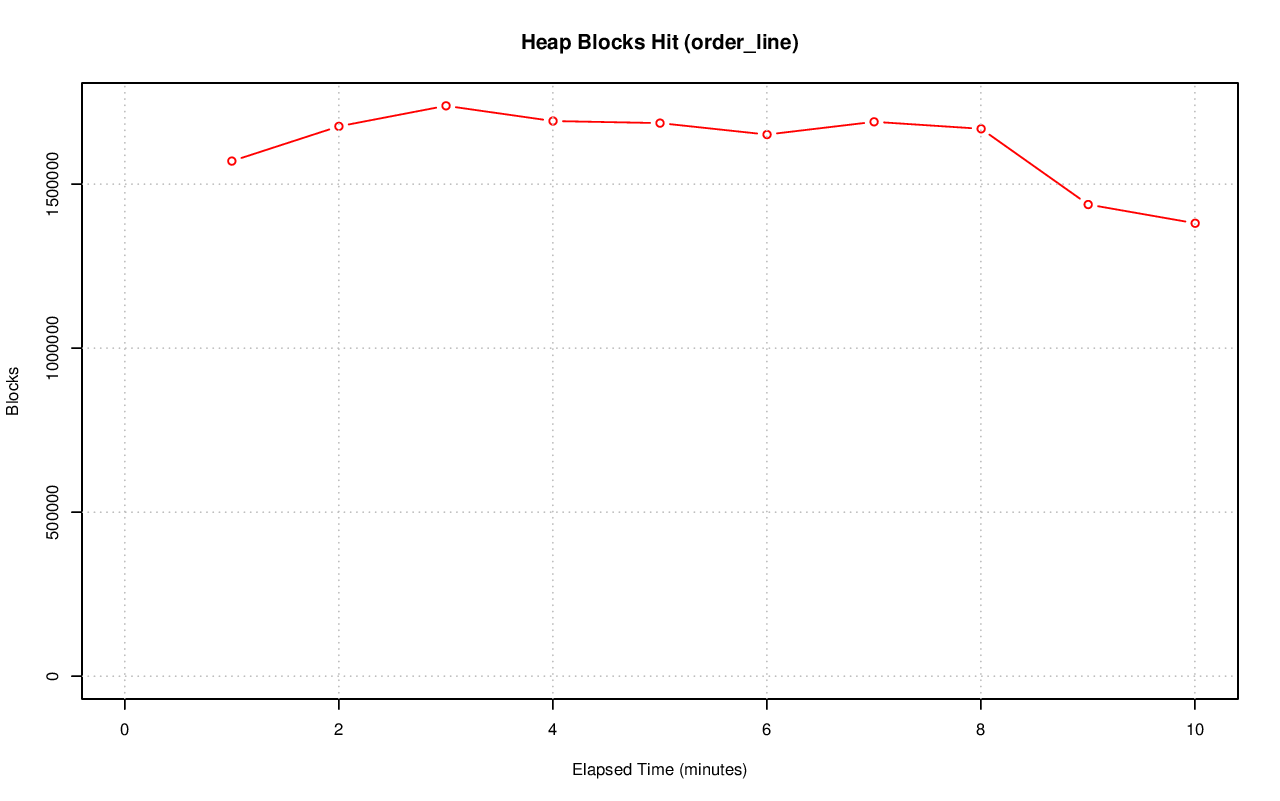 Heap Blocks Hit (order_line)
Blocks
1500000
1000000
500000
0
0 2 4 6 8 10
Elapsed Time (minutes)